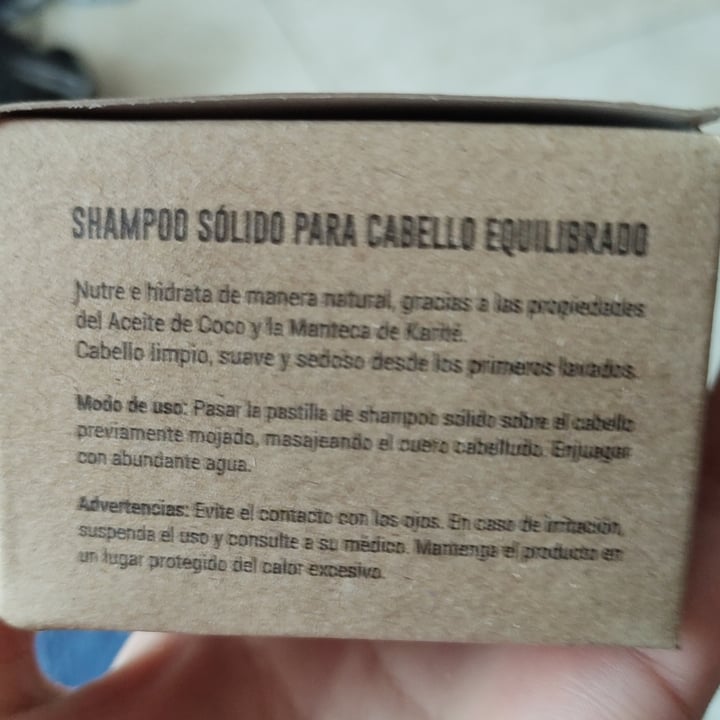 SHAMPOO SÓLIDO PARA CABELLO EQUILIBRADO
Nutre e hidrata de manera natural, gracias a las propiedades
del Aceite de Coco y la Manteca de Karité.
Cabello limpio, suave y sedoso desde los primeros lavados.
Modo de uso: Pasar la pastilla de shampoo sólido sobre el cabello
previamente mojado, masajeando el cuero cabelludo. Enjuagar
con abundante agua.
Advertencias: Evite el contacto con los ojos. En caso de irritación,
suspenda el uso y consulte a su médico. Mantenga el producto en
un lugar protegido del calor excesivo.